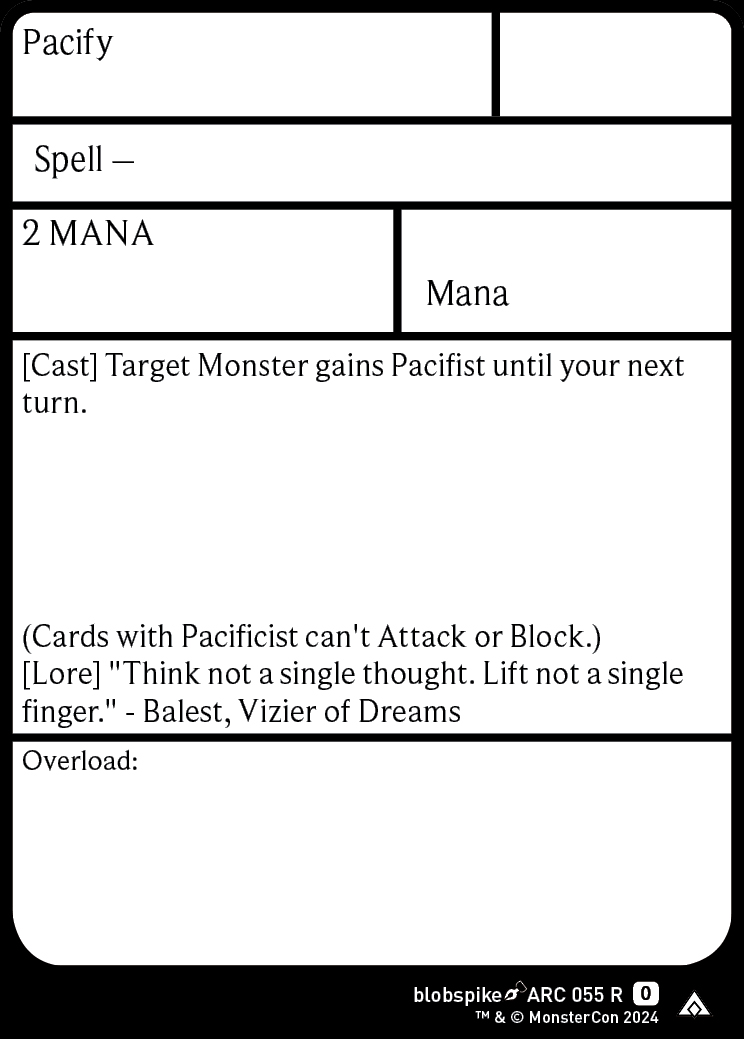 Pacify
Spell —
2 MANA
Mana
[Cast] Target Monster gains Pacifist until your next
turn.
(Cards with Pacificist can't Attack or Block.)
[Lore] "Think not a single thought. Lift not a single
finger." - Balest, Vizier of Dreams
Overload:
blobspike ARC 055 R 0
™ & © MonsterCon 2024